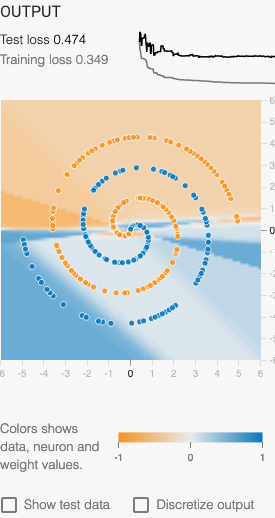 OUTPUT
Test loss 0.474
Training loss 0.349
6
5
4
3
2
1
0
-1
-2
-3
-4
-5
-6
6 -5 -4 -3 -2 -1 0 1 2 3 4 5 6
Colors shows
data, neuron and
weight values.
-1 0 1
Show test data Discretize output